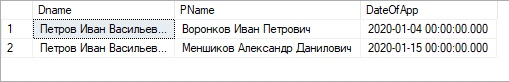 Dname PName DateOfApp
1 Петров Иван Васильев... Воронков Иван Петрович 2020-01-04 00:00:00.000
2 Петров Иван Васильев... Меншиков Александр Данилович 2020-01-15 00:00:00.000